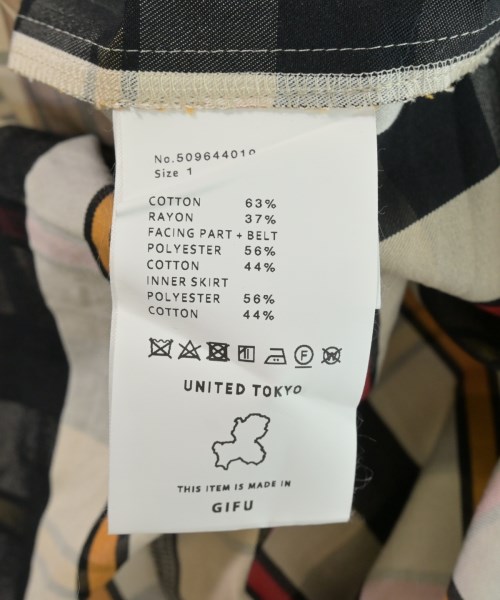 No.509644010
Size 1
COTTON 63%
RAYON 37%
FACING PART + BELT
POLYESTER 56%
COTTON 44%
INNER SKIRT
POLYESTER 56%
COTTON 44%
F W
UNITED TOKYO
THIS ITEM IS MADE IN
GIFU